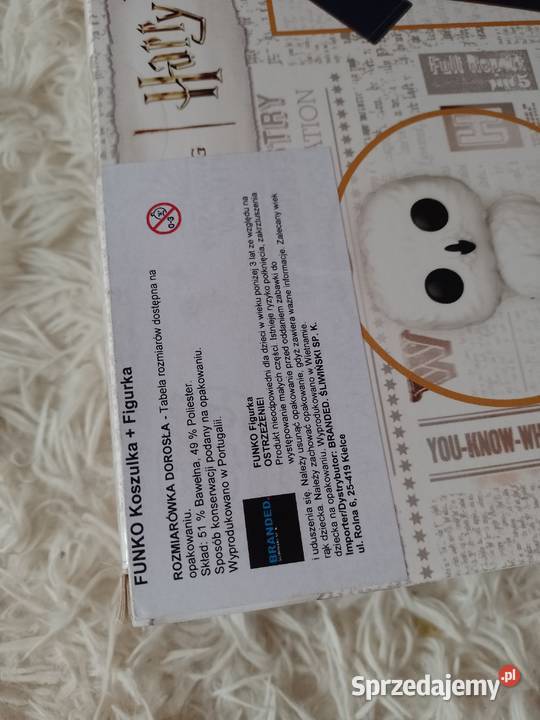 FUNKO Koszulka + Figurka
ROZMIARÓWKA DOROSŁA - Tabela rozmiarów dostępna na
opakowaniu.
Skład: 51 % Bawełna, 49 % Poliester.
Sposób konserwacji podany na opakowaniu.
Wyprodukowano w Portugalii.
0-3
BRANDED.
FUNKO Figurka
OSTRZEŻENIE!
Produkt nieodpowiedni dla dzieci w wieku poniżej 3 lat ze względu na
występowanie małych części. Istnieje ryzyko połknięcia, zakrztuszenia
i uduszenia się. Należy usunąć opakowanie przed oddaniem zabawki do
rąk dziecka. Należy zachować opakowanie, gdyż zawiera ważne informacje. Zalecany wiek
dziecka na opakowaniu. Wyprodukowano w Wietnamie.
Importer/Dystrybutor: BRANDED. ŚLIWIŃSKI SP. K.
ul. Rolna 6, 25-419 Kielce
Harry
YOU-KNOW-WH
Sprzedajemy.pl